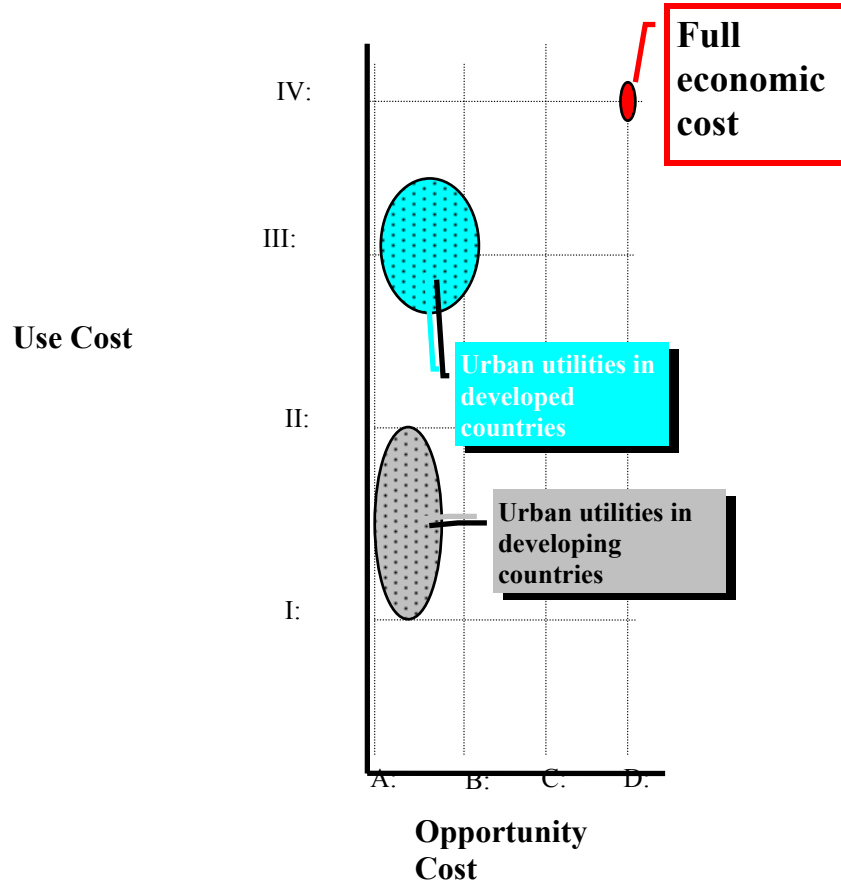 Full
economic
cost
IV:
III:
Use Cost
Urban utilities in
developed
countries
II:
Urban utilities in
developing
countries
I:
A:
B:
C:
D:
Opportunity
Cost